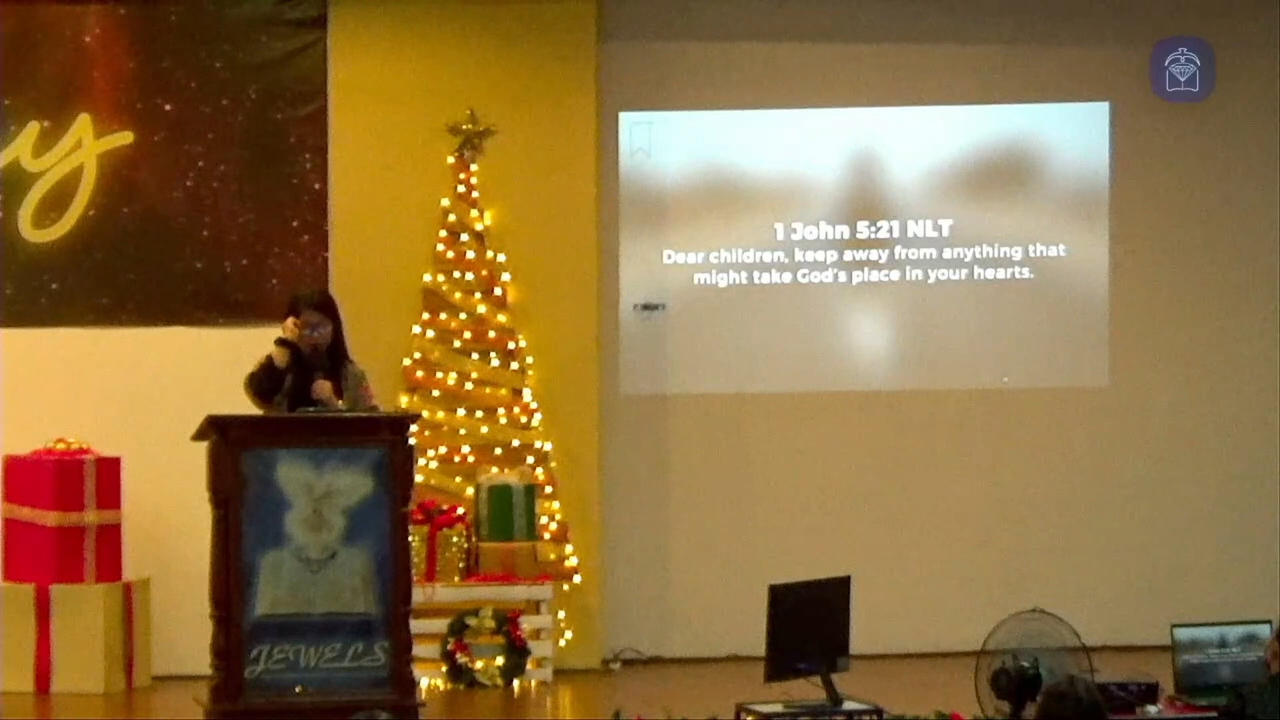 y
1 John 5:21 NLT
Dear children, keep away from anything that
might take God's place in your hearts.
JEWELS